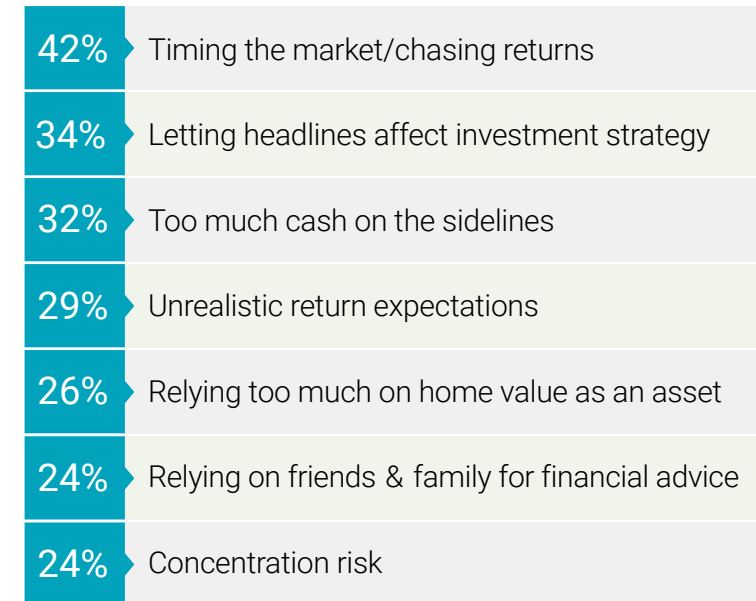 42% Timing the market/chasing returns
34% Letting headlines affect investment strategy
32% Too much cash on the sidelines
29% Unrealistic return expectations
26% Relying too much on home value as an asset
24% Relying on friends & family for financial advice
24% Concentration risk